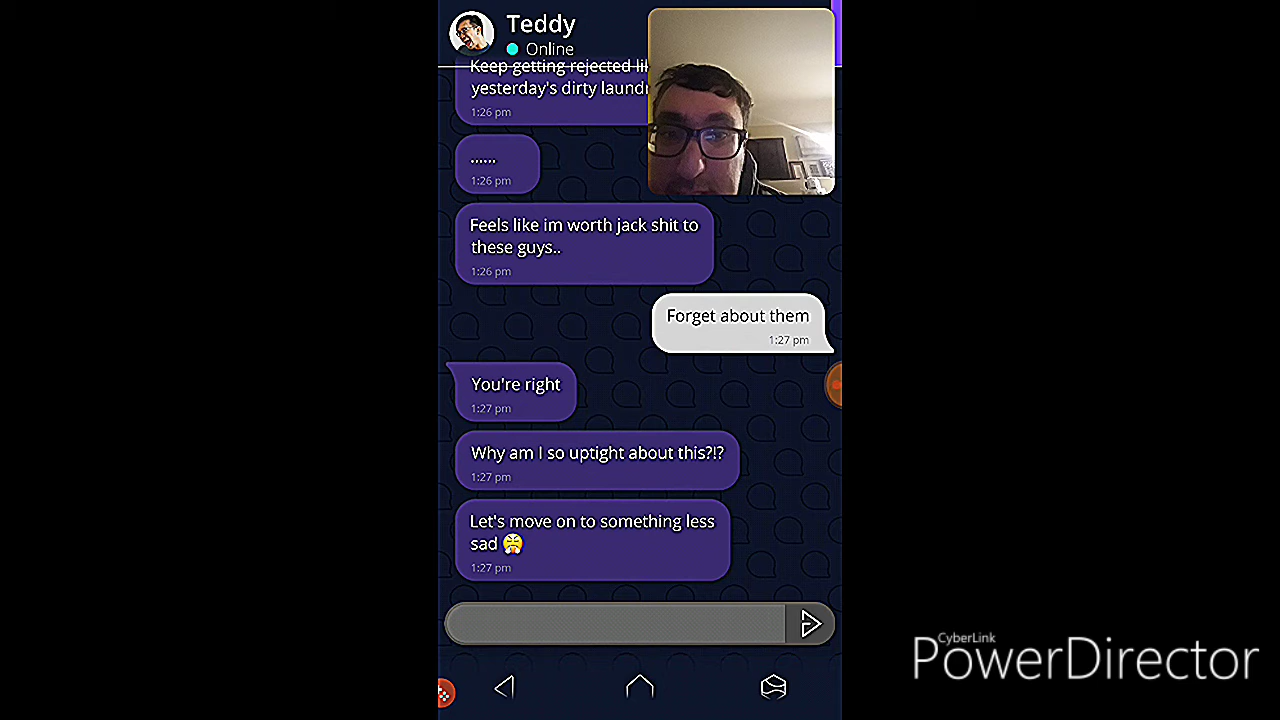 Teddy
Online
Keep getting rejected
yesterday's dirty
1:26 pm
......
1:26 pm
Feels like im worth jack shit to
these guys..
1:26 pm
Forget about them
1:27 pm
You're right
1:27 pm
Why am I so uptight about this?!?
1:27 pm
Let's move on to something less
sad
1:27 pm
CyberLink
PowerDirector